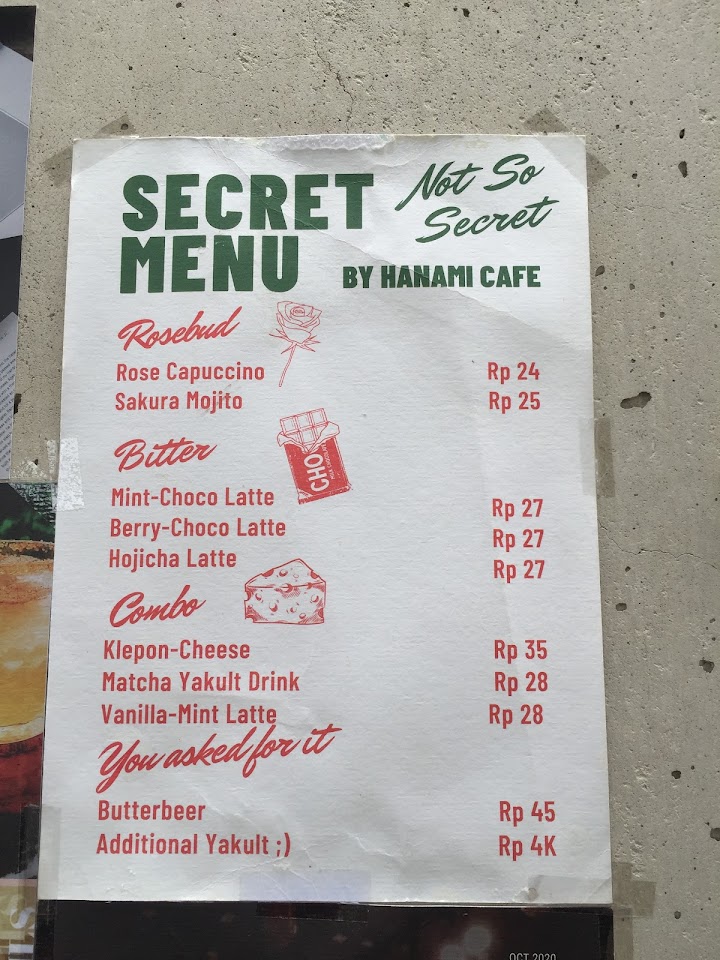 SECRET MENU
Not So Secret
BY HANAMI CAFE
Rosebud
Rose Capuccino Rp 24
Sakura Mojito Rp 25
Bitter
CHO
Mint-Choco Latte Rp 27
Berry-Choco Latte Rp 27
Hojicha Latte Rp 27
Combo
Klepon-Cheese Rp 35
Matcha Yakult Drink Rp 28
Vanilla-Mint Latte Rp 28
You asked for it
Butterbeer Rp 45
Additional Yakult ;) Rp 4K
OCT 2020